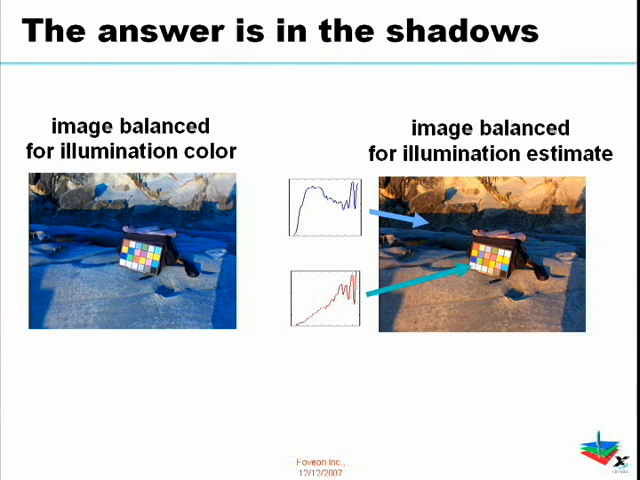 The answer is in the shadows
image balanced
for illumination color
image balanced
for illumination estimate
Foveon Inc.,
12/12/2007